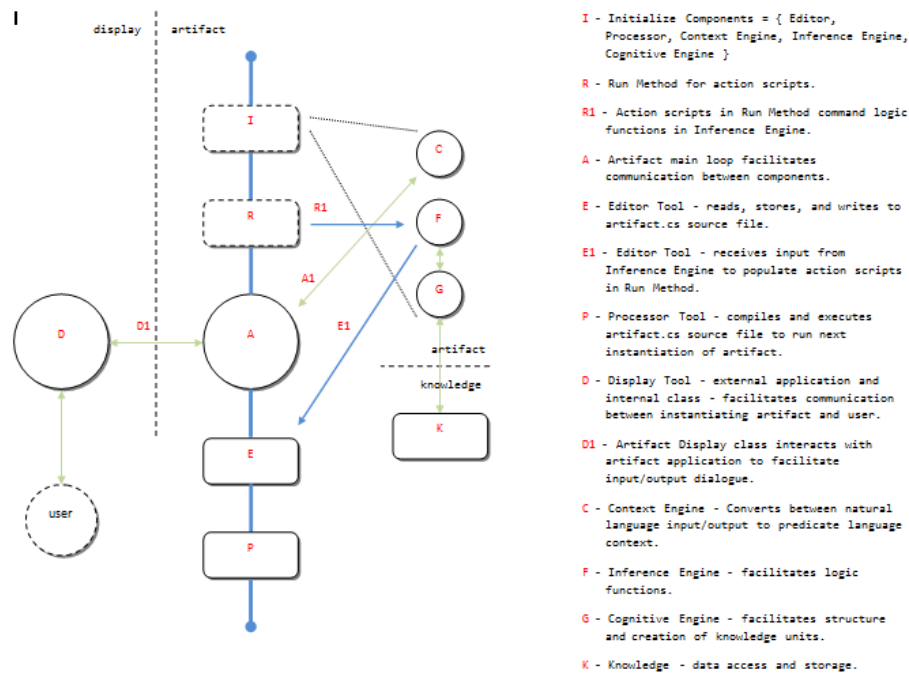 I
display
artifact
I
C
R
R1
F
A1
G
D
D1
A
E1
artifact
knowledge
K
E
user
P
I - Initialize Components = { Editor,
Processor, Context Engine, Inference Engine,
Cognitive Engine }
R - Run Method for action scripts.
R1 - Action scripts in Run Method command logic
functions in Inference Engine.
A - Artifact main loop facilitates
communication between components.
E - Editor Tool - reads, stores, and writes to
artifact.cs source file.
E1 - Editor Tool - receives input from
Inference Engine to populate action scripts
in Run Method.
P - Processor Tool - compiles and executes
artifact.cs source file to run next
instantiation of artifact.
D - Display Tool - external application and
internal class - facilitates communication
between instantiating artifact and user.
D1 - Artifact Display class interacts with
artifact application to facilitate
input/output dialogue.
C - Context Engine - Converts between natural
language input/output to predicate language
context.
F - Inference Engine - facilitates logic
functions.
G - Cognitive Engine - facilitates structure
and creation of knowledge units.
K - Knowledge - data access and storage.